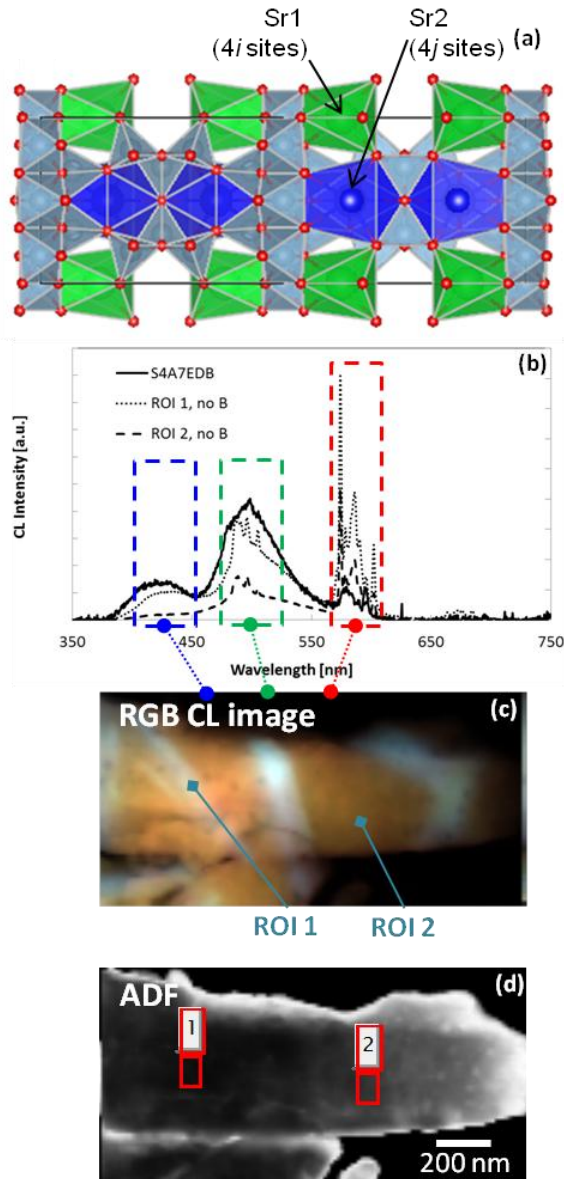 Sr1
(4i sites)
Sr2
(4j sites)
(a)
(b)
S4A7EDB
ROI 1, no B
ROI 2, no B
CL Intensity [a.u.]
350 450 550 650 750
Wavelength [nm]
RGB CL image
(c)
ROI 1
ROI 2
ADF
(d)
1
2
200 nm